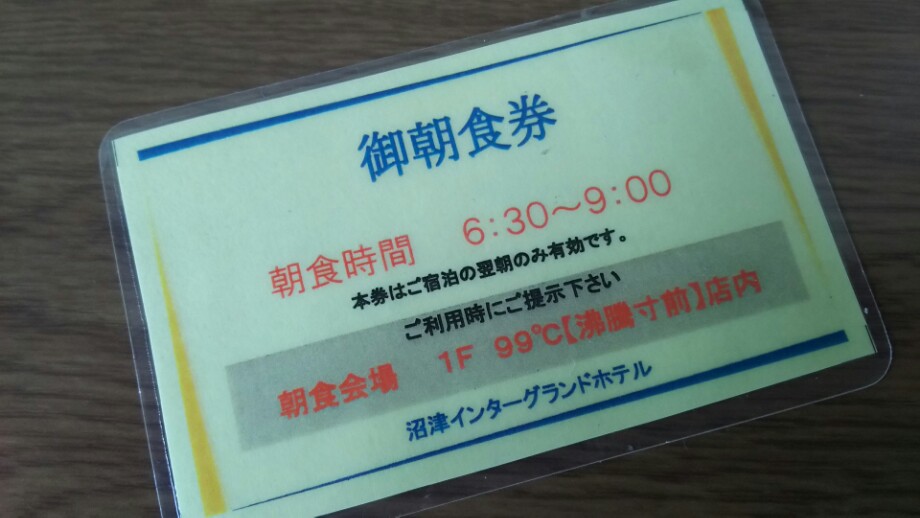 御朝食券
朝食時間 6:30～9:00
本券はご宿泊の翌朝のみ有効です。
ご利用時にご提示下さい
朝食会場 1F 99℃【沸騰寸前】店内
沼津インターグランドホテル